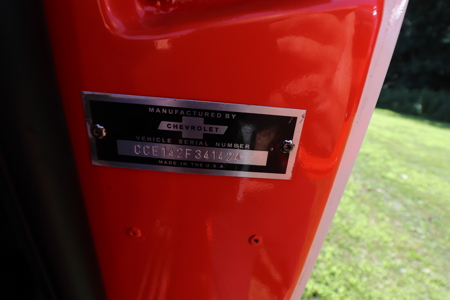 MANUFACTURED BY
CHEVROLET
VEHICLE SERIAL NUMBER
MADE IN THE U.S.A.